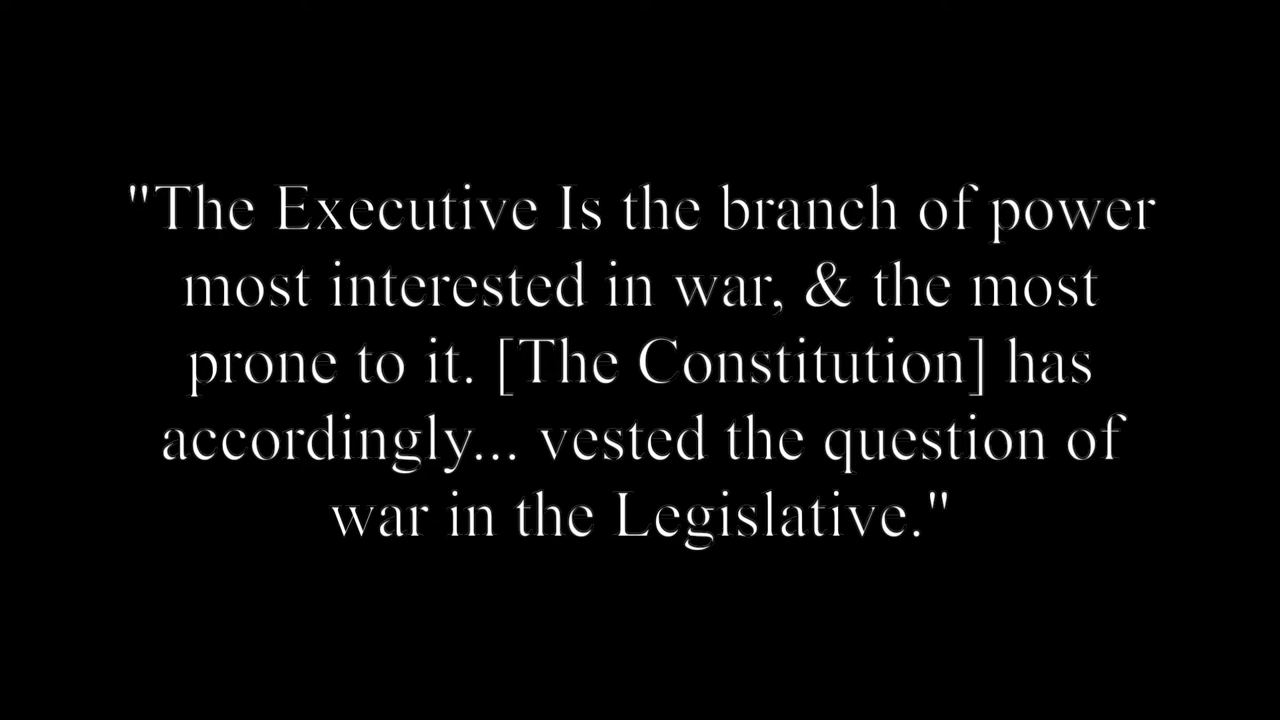 "The Executive Is the branch of power
most interested in war, & the most
prone to it. [The Constitution] has
accordingly... vested the question of
war in the Legislative."